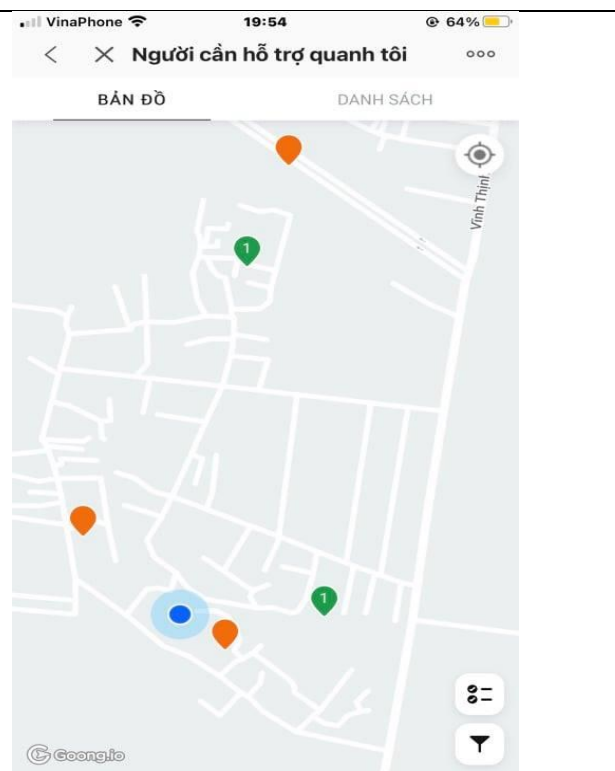 VinaPhone 19:54 64%
Người cần hỗ trợ quanh tôi
BẢN ĐỒ DANH SÁCH
Vĩnh Thịnh
1
1
Goong.io